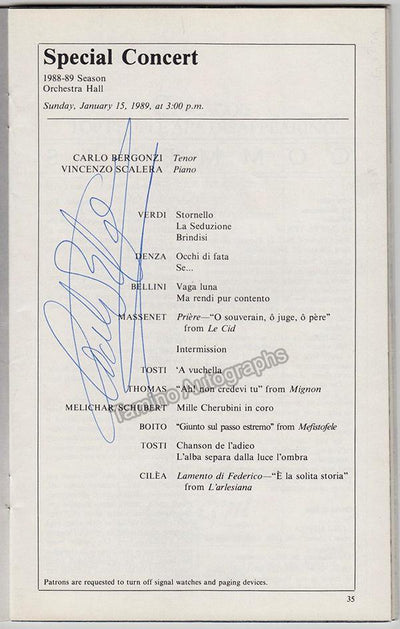 Special Concert
1988-89 Season
Orchestra Hall
Sunday, January 15, 1989, at 3:00 p.m.
CARLO BERGONZI Tenor
VINCENZO SCALERA Piano
VERDI Stornello
La Seduzione
Brindisi
DENZA Occhi di fata
Se...
BELLINI Vaga luna
Ma rendi pur contento
MASSENET Prière—"O souverain, ô juge, ô père"
from Le Cid
Intermission
TOSTI 'A vuchella
THOMAS "Ah! non credevi tu" from Mignon
MELICHAR, SCHUBERT Mille Cherubini in coro
BOITO "Giunto sul passo estremo" from Mefistofele
TOSTI Chanson de l'adieo
L'alba separa dalla luce l'ombra
CILÈA Lamento di Federico—"È la solita storia"
from L'arlesiana
Tamino Autographs
Patrons are requested to turn off signal watches and paging devices.
35